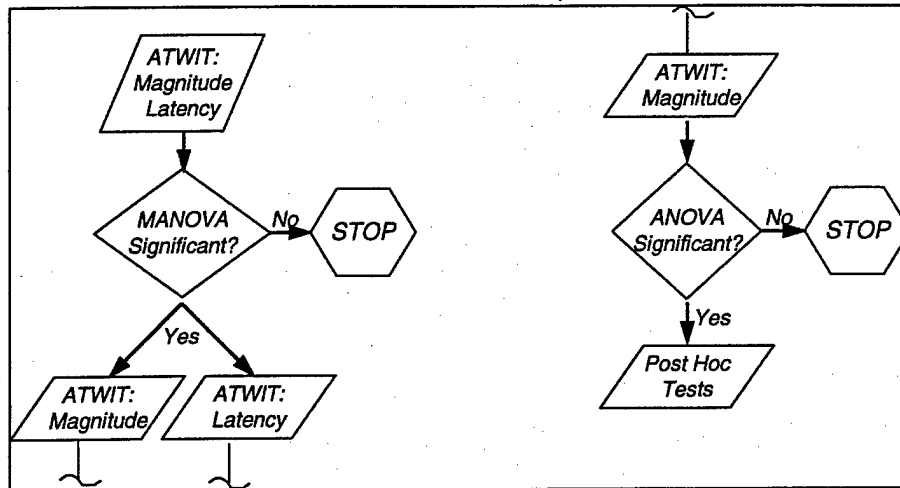 ATWIT:
Magnitude
Latency
MANOVA
Significant?
No
STOP
Yes
ATWIT:
Magnitude
ATWIT:
Latency
ATWIT:
Magnitude
ANOVA
Significant?
No
STOP
Yes
Post Hoc
Tests